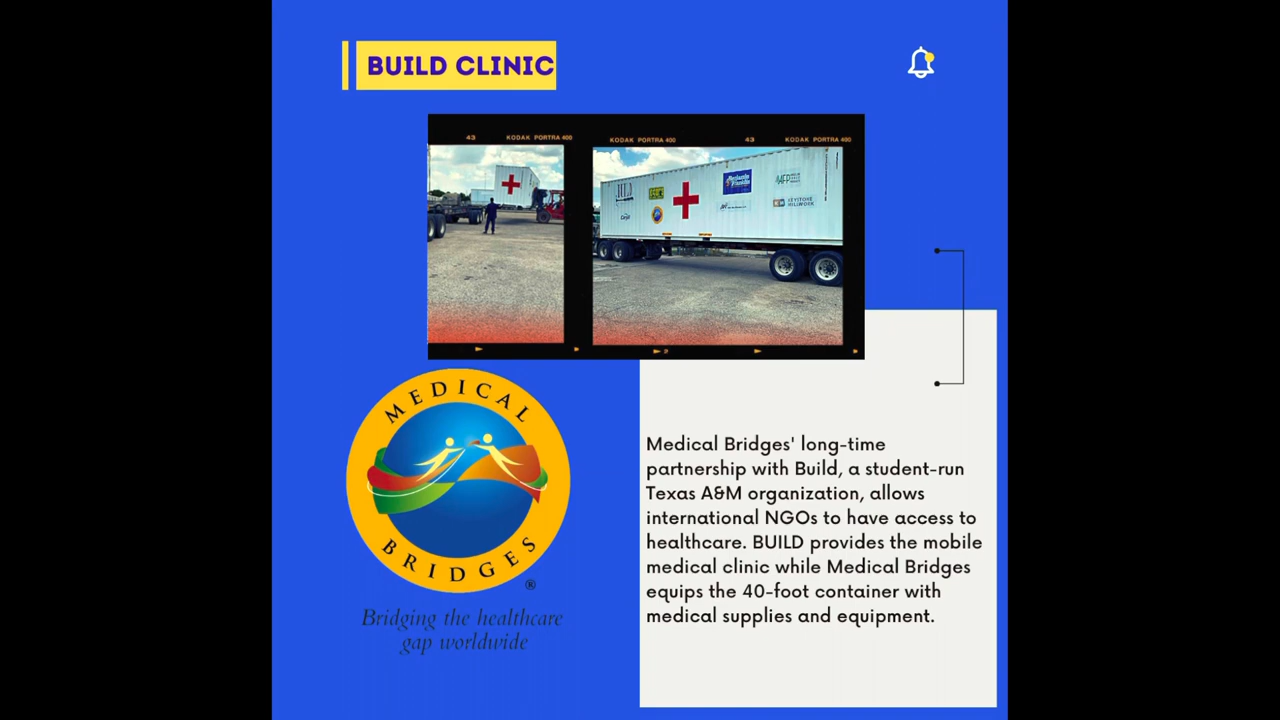 BUILD CLINIC
43 KODAK PORTRA 400
KODAK PORTRA 400 43 KODAK PORTRA 400
MEDICAL
BRIDGES
®
Bridging the healthcare
gap worldwide
Medical Bridges' long-time
partnership with Build, a student-run
Texas A&M organization, allows
international NGOs to have access to
healthcare. BUILD provides the mobile
medical clinic while Medical Bridges
equips the 40-foot container with
medical supplies and equipment.